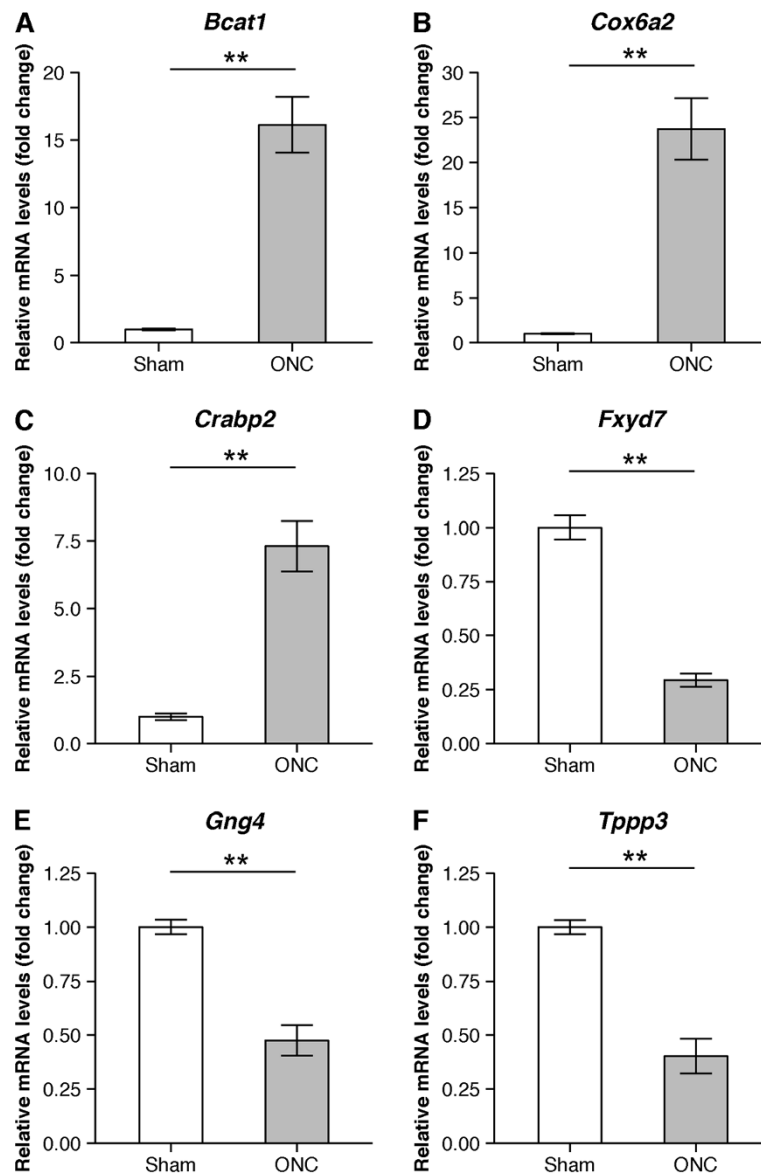 A
Bcat1
**
Relative mRNA levels (fold change)
20
15
10
5
0
Sham ONC
B
Cox6a2
**
Relative mRNA levels (fold change)
30
25
20
15
10
5
0
Sham ONC
C
Crabp2
**
Relative mRNA levels (fold change)
10.0
7.5
5.0
2.5
0.0
Sham ONC
D
Fxyd7
**
Relative mRNA levels (fold change)
1.25
1.00
0.75
0.50
0.25
0.00
Sham ONC
E
Gng4
**
Relative mRNA levels (fold change)
1.25
1.00
0.75
0.50
0.25
0.00
Sham ONC
F
Tppp3
**
Relative mRNA levels (fold change)
1.25
1.00
0.75
0.50
0.25
0.00
Sham ONC